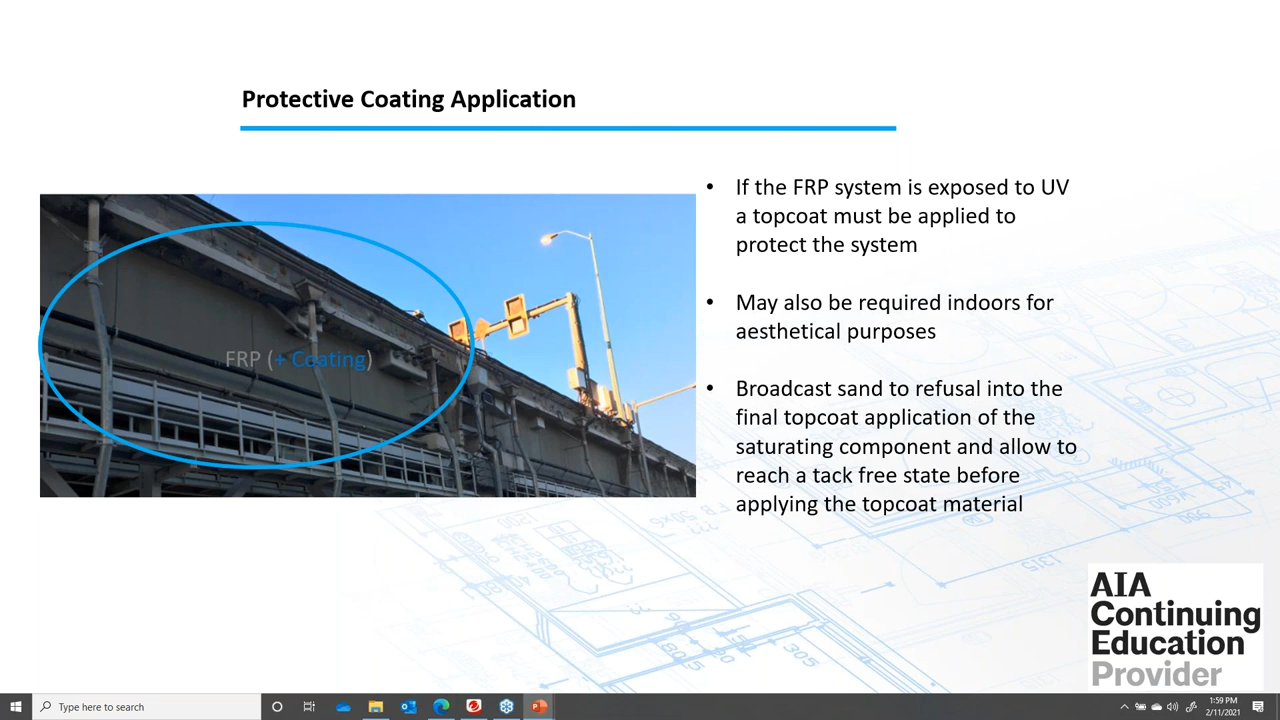 Protective Coating Application
FRP (+ Coating)
• If the FRP system is exposed to UV
a topcoat must be applied to
protect the system
• May also be required indoors for
aesthetical purposes
• Broadcast sand to refusal into the
final topcoat application of the
saturating component and allow to
reach a tack free state before
applying the topcoat material
1315
305
AIA
Continuing
Education
Provider
Type here to search
1:59 PM
2/11/2021